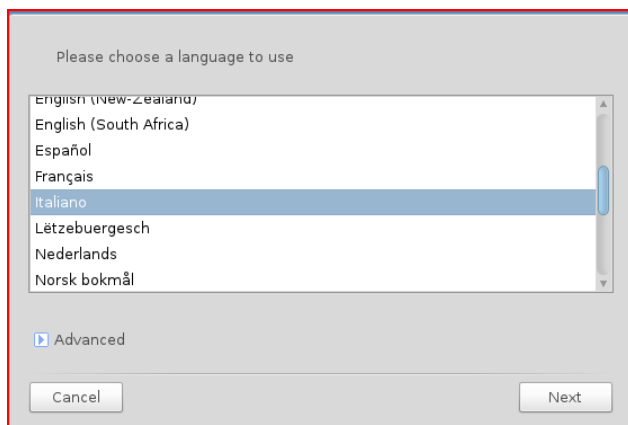 Please choose a language to use
English (New-Zealand)
English (South Africa)
Español
Français
Italiano
Lëtzebuergesch
Nederlands
Norsk bokmål
Advanced
Cancel
Next